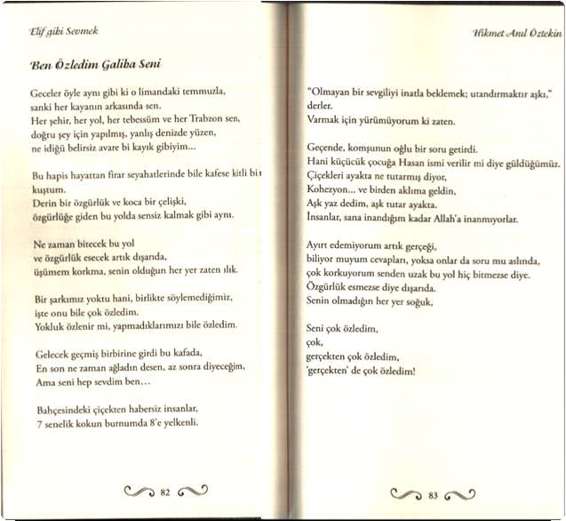 Elif gibi Sevmek
Ben Özledim Galiba Seni
Geceler öyle aynı gibi ki o limandaki temmuzla,
sanki her kayanın arkasında sen.
Her şehir, her yol, her tebessüm ve her Trabzon sen,
doğru şey için yapılmış, yanlış denizde yüzen,
ne idiğü belirsiz avare bi kayık gibiyim...
Bu hapis hayattan firar seyahatlerinde bile kafese kitli bir
kuştum.
Derin bir özgürlük ve koca bir çelişki,
özgürlüğe giden bu yolda sensiz kalmak gibi aynı.
Ne zaman bitecek bu yol
ve özgürlük esecek artık dışarıda,
üşümem korkma, senin olduğun her yer zaten ılık.
Bir şarkımız yoktu hani, birlikte söylemediğimiz,
işte onu bile çok özledim.
Yokluk özlenir mi, yapmadıklarımızı bile özledim.
Gelecek geçmiş birbirine girdi bu kafada,
En son ne zaman ağladın desen, az sonra diyeceğim,
Ama seni hep sevdim ben...
Bahçesindeki çiçekten habersiz insanlar,
7 senelik kokun burnumda 8'e yelkenli.
82
Hikmet Anıl Öztekin
"Olmayan bir sevgiliyi inatla beklemek; utandırmaktır aşkı,"
derler.
Varmak için yürümüyorum ki zaten.
Geçende, komşunun oğlu bir soru getirdi.
Hani küçücük çocuğa Hasan ismi verilir mi diye güldüğümüz.
Çiçekleri ayakta ne tutarmış diyor,
Kohezyon... ve birden aklıma geldin,
Aşk yaz dedim, aşk tutar ayakta.
İnsanlar, sana inandığım kadar Allah'a inanmıyorlar.
Ayırt edemiyorum artık gerçeği,
biliyor muyum cevapları, yoksa onlar da soru mu aslında,
çok korkuyorum senden uzak bu yol hiç bitmezse diye.
Özgürlük esmezse diye dışarıda.
Senin olmadığın her yer soğuk,
Seni çok özledim,
çok,
gerçekten çok özledim,
'gerçekten' de çok özledim!
83